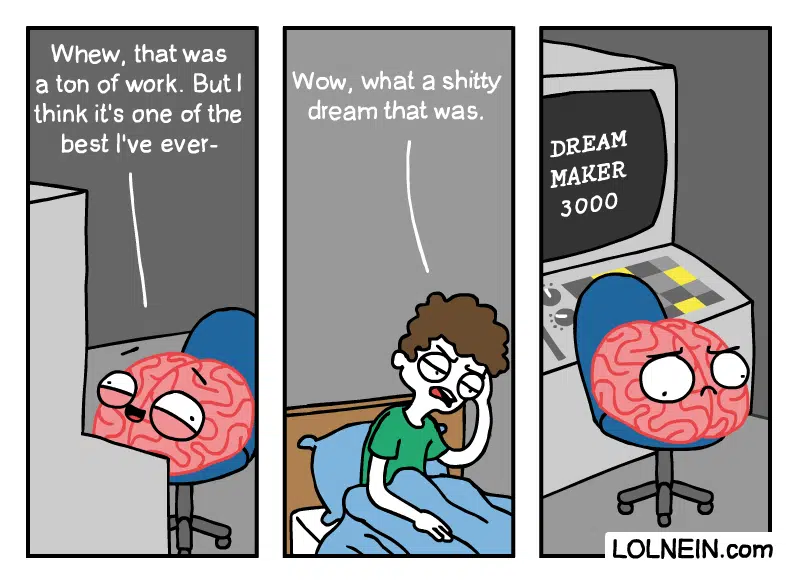 Whew, that was
a ton of work. But I
think it's one of the
best I've ever-
Wow, what a shitty
dream that was.
DREAM
MAKER
3000
LOLNEIN.com